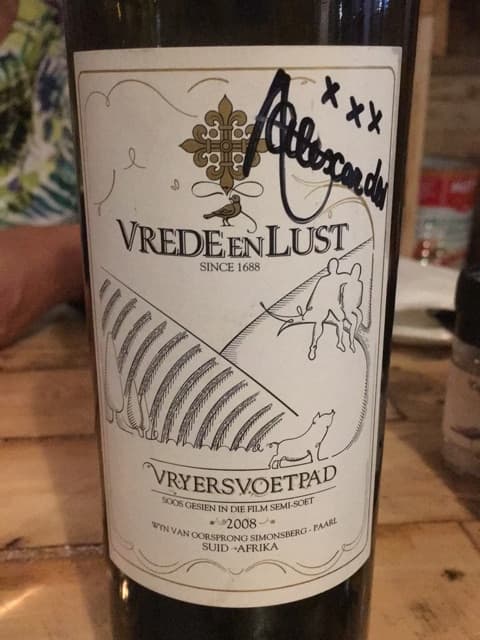 xxx
Alexander
VREDE EN LUST
SINCE 1688
VRYERSVOETPAD
SOOS GESIEN IN DIE FILM SEMI-SOET
2008
WYN VAN OORSPRONG SIMONSBERG - PAARL
SUID - AFRIKA